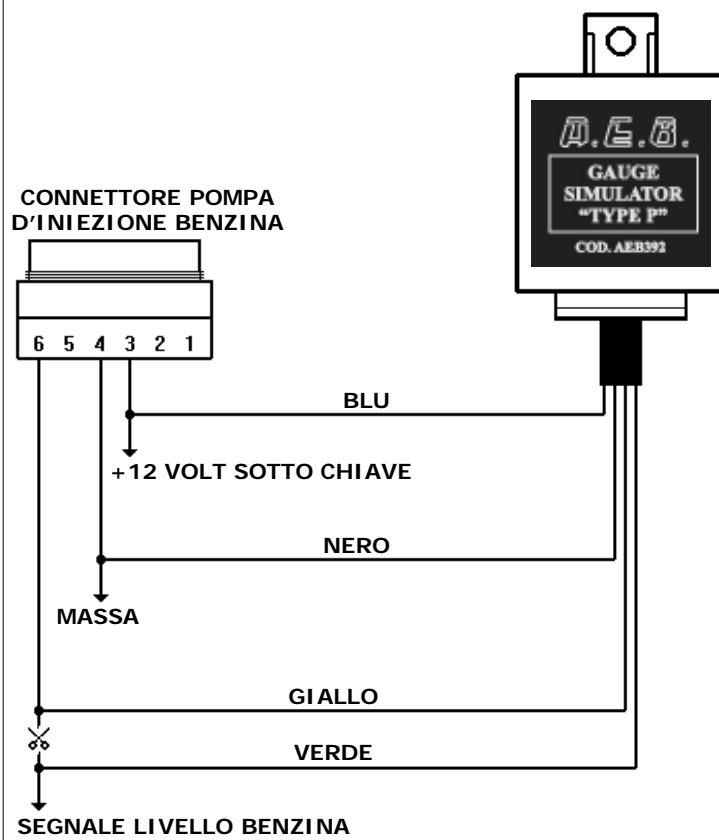 A.E.B.
GAUGE
SIMULATOR
"TYPE P"
COD. AEB392
CONNETTORE POMPA
D'INIEZIONE BENZINA
6 5 4 3 2 1
BLU
+12 VOLT SOTTO CHIAVE
NERO
MASSA
GIALLO
VERDE
SEGNALE LIVELLO BENZINA